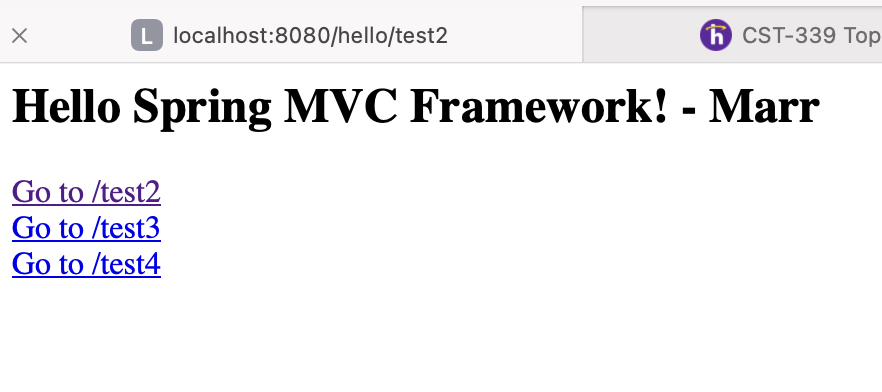 L localhost:8080/hello/test2 h CST-339 Top
Hello Spring MVC Framework! - Marr
Go to /test2
Go to /test3
Go to /test4